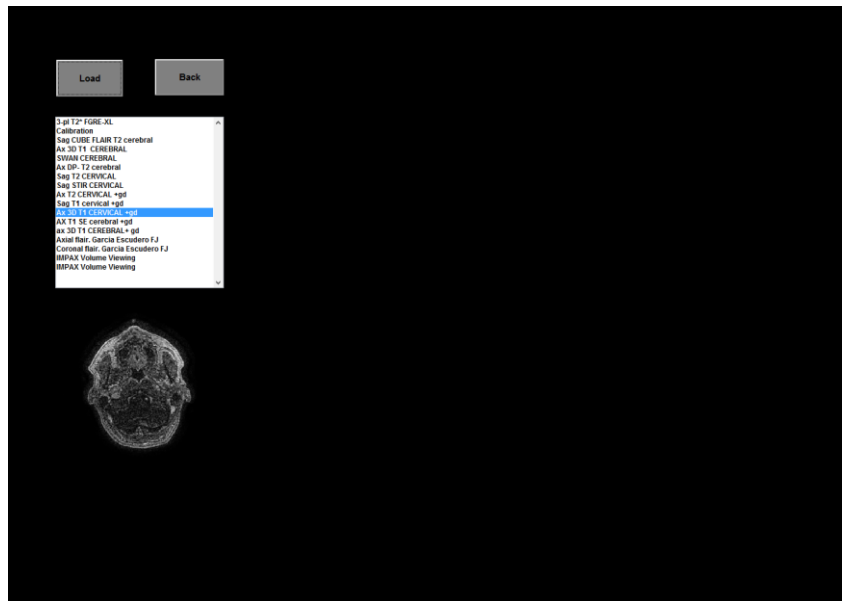 Load
Back
3-pl T2* FGRE-XL
Calibration
Sag CUBE FLAIR T2 cerebral
Ax 3D T1  CEREBRAL
SWAN CEREBRAL
Ax DP- T2 cerebral
Sag T2 CERVICAL
Sag STIR CERVICAL
Ax T2 CERVICAL +gd
Sag T1 cervical +gd
Ax 3D T1 CERVICAL +gd
AX T1 SE cerebral +gd
ax 3D T1 CEREBRAL+ gd
Axial flair. Garcia Escudero FJ
Coronal flair. Garcia Escudero FJ
IMPAX Volume Viewing
IMPAX Volume Viewing